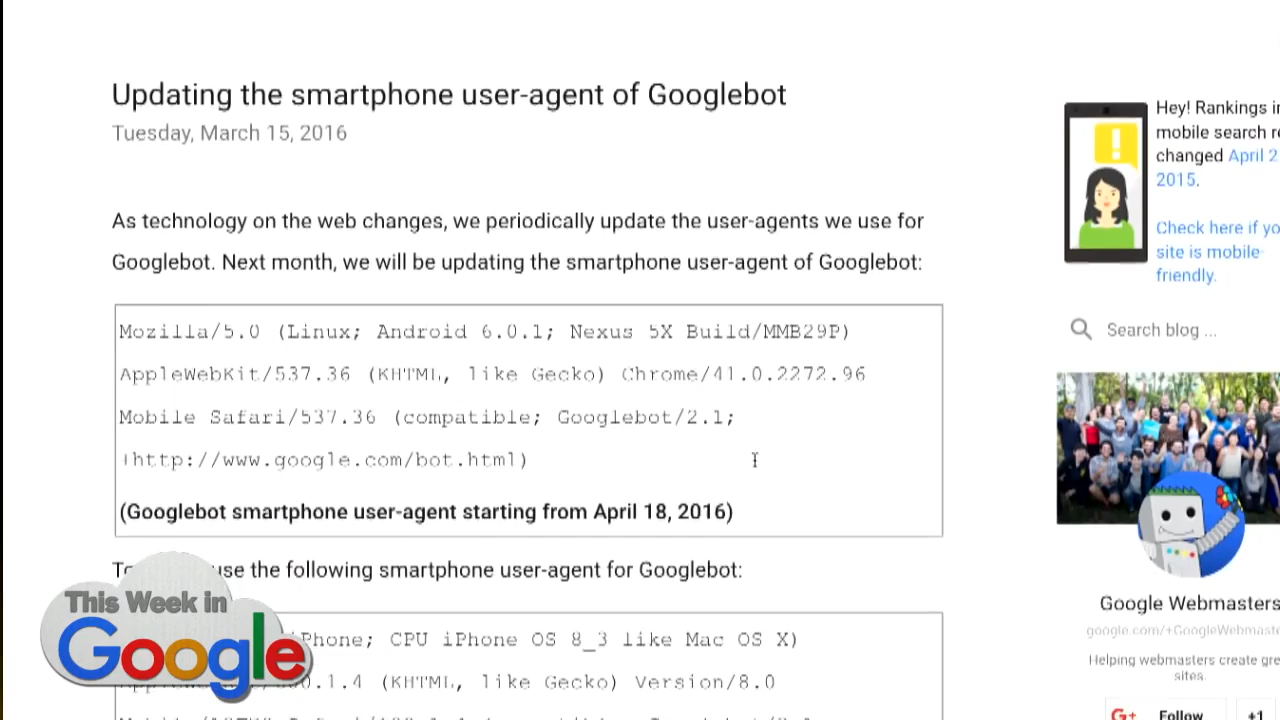 Updating the smartphone user-agent of Googlebot
Tuesday, March 15, 2016
As technology on the web changes, we periodically update the user-agents we use for
Googlebot. Next month, we will be updating the smartphone user-agent of Googlebot:
Mozilla/5.0 (Linux; Android 6.0.1; Nexus 5X Build/MMB29P)
AppleWebKit/537.36 (KHTML, like Gecko) Chrome/41.0.2272.96
Mobile Safari/537.36 (compatible; Googlebot/2.1;
http://www.google.com/bot.html)
(Googlebot smartphone user-agent starting from April 18, 2016)
use the following smartphone user-agent for Googlebot:
iPhone; CPU iPhone OS 8_3 like Mac OS X)
.1.4 (KHTML, like Gecko) Version/8.0
This Week in
Google
Hey! Rankings in
mobile search
changed April 2
2015.
Check here if
site is mobile-
friendly.
Search blog ...
Google Webmasters
google.com/+GoogleWebmaste
Helping webmasters create
sites.
G+ Follow +1